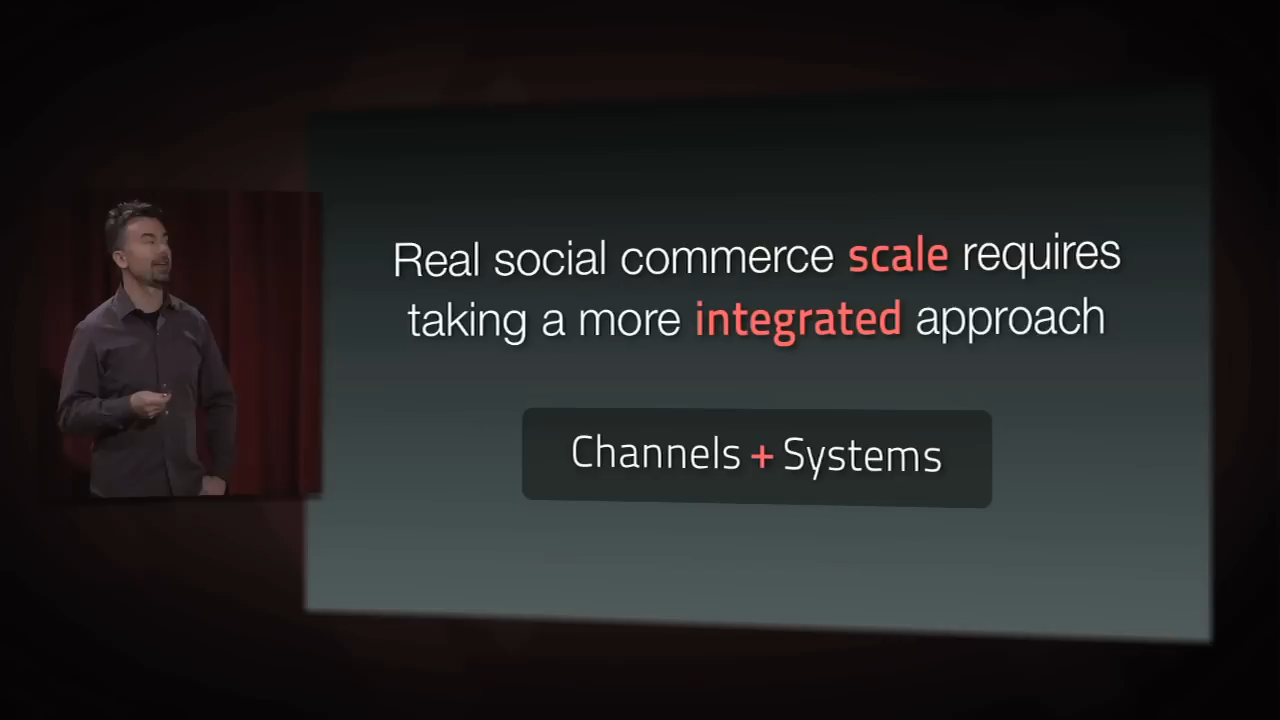 Real social commerce scale requires
taking a more integrated approach
Channels + Systems